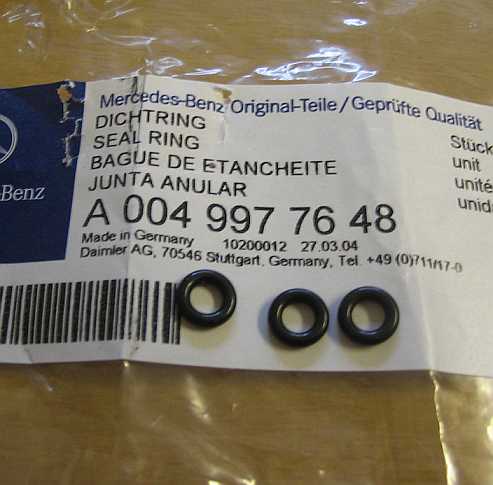 Mercedes-Benz Original-Teile/Geprüfte Qualität
DICHTRING
SEAL RING
BAGUE DE ETANCHEITE
JUNTA ANULAR
Stück
unit
unité
A 004 997 76 48
Made in Germany 10200012 27.03.04
Daimler AG, 70546 Stuttgart, Germany, Tel. +49 (0)711/17-0
-Benz